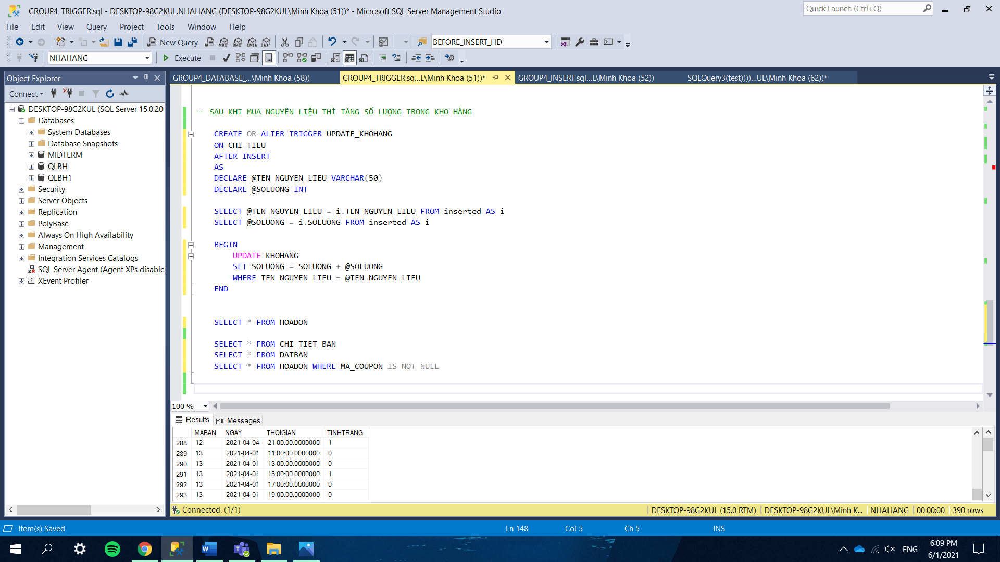 GROUP4_TRIGGER.sql - DESKTOP-98G2KUL.NHAHANG (DESKTOP-98G2KUL\Minh Khoa (51))* - Microsoft SQL Server Management Studio
Quick Launch (Ctrl+Q)
File Edit View Query Project Tools Window Help
New Query MDX DMX XMLA DAX BEFORE_INSERT_HD
NHAHANG Execute
Object Explorer
GROUP4_DATABASE_...\Minh Khoa (58)) GROUP4_TRIGGER.sq...L\Minh Khoa (51))* GROUP4_INSERT.sql...L\Minh Khoa (52)) SQLQuery3(test))))...UL\Minh Khoa (62))*
Connect
DESKTOP-98G2KUL (SQL Server 15.0.200
Databases
System Databases
Database Snapshots
MIDTERM
QLBH
QLBH1
Security
Server Objects
Replication
PolyBase
Always On High Availability
Management
Integration Services Catalogs
SQL Server Agent (Agent XPs disable
XEvent Profiler
-- SAU KHI MUA NGUYÊN LIỆU THÌ TĂNG SỐ LƯỢNG TRONG KHO HÀNG
CREATE OR ALTER TRIGGER UPDATE_KHOHANG
ON CHI_TIEU
AFTER INSERT
AS
DECLARE @TEN_NGUYEN_LIEU VARCHAR(50)
DECLARE @SOLUONG INT
SELECT @TEN_NGUYEN_LIEU = i.TEN_NGUYEN_LIEU FROM inserted AS i
SELECT @SOLUONG = i.SOLUONG FROM inserted AS i
BEGIN
UPDATE KHOHANG
SET SOLUONG = SOLUONG + @SOLUONG
WHERE TEN_NGUYEN_LIEU = @TEN_NGUYEN_LIEU
END
SELECT * FROM HOADON
SELECT * FROM CHI_TIET_BAN
SELECT * FROM DATBAN
SELECT * FROM HOADON WHERE MA_COUPON IS NOT NULL
100 %
Results Messages
MABAN NGAY THOIGIAN TINHTRANG
288 12 2021-04-04 21:00:00.0000000 1
289 13 2021-04-01 11:00:00.0000000 0
290 13 2021-04-01 13:00:00.0000000 0
291 13 2021-04-01 15:00:00.0000000 1
292 13 2021-04-01 17:00:00.0000000 0
293 13 2021-04-01 19:00:00.0000000 0
Connected. (1/1) DESKTOP-98G2KUL (15.0 RTM) DESKTOP-98G2KUL\Minh K... NHAHANG 00:00:00 390 rows
Item(s) Saved Ln 148 Col 5 Ch 5 INS
ENG
6:09 PM
6/1/2021